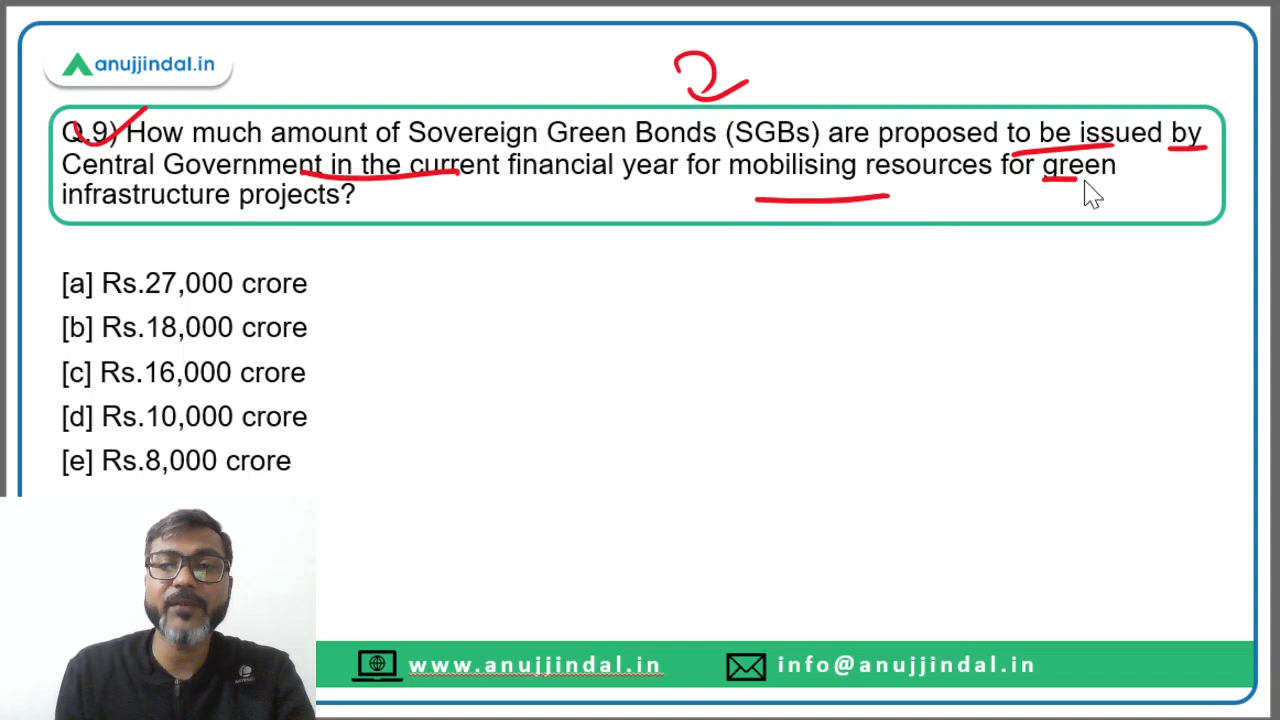 anujjindal.in
2
Q.9) How much amount of Sovereign Green Bonds (SGBs) are proposed to be issued by
Central Government in the current financial year for mobilising resources for green
infrastructure projects?
[a] Rs.27,000 crore
[b] Rs.18,000 crore
[c] Rs.16,000 crore
[d] Rs.10,000 crore
[e] Rs.8,000 crore
www.anujjindal.in
info@anujjindal.in